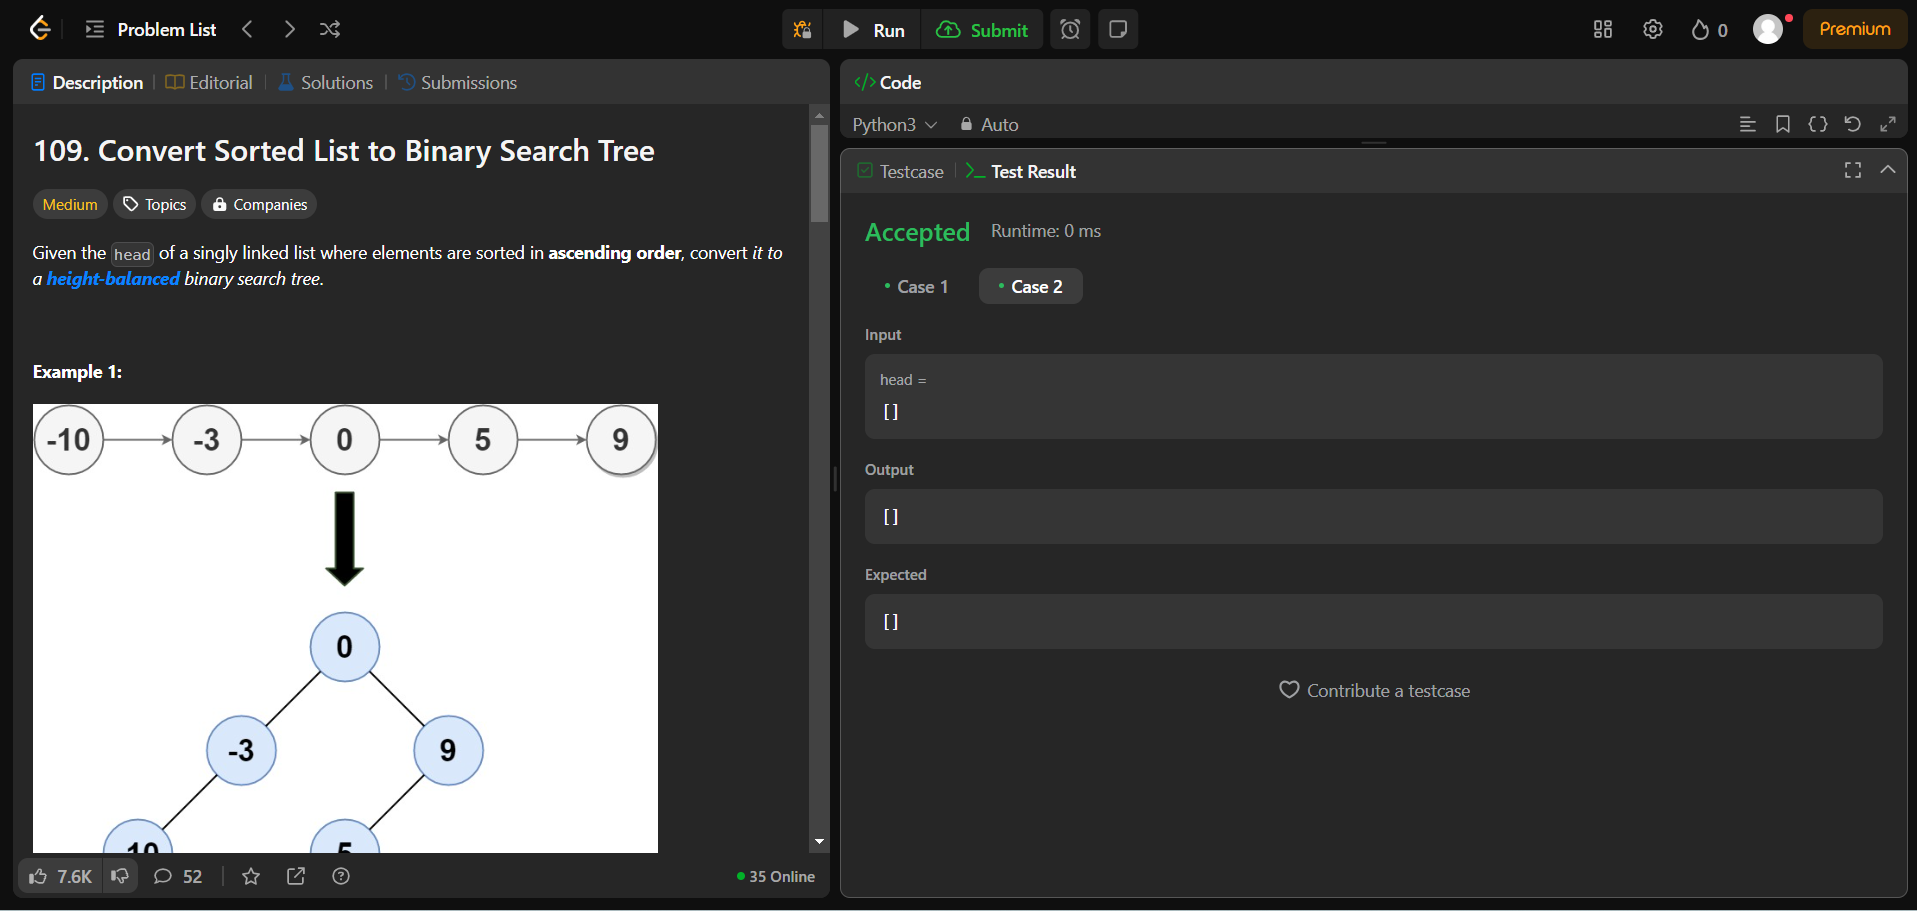 Problem List
Run
Submit
0
Premium
Description
Editorial
Solutions
Submissions
109. Convert Sorted List to Binary Search Tree
Medium
Topics
Companies
Given the head of a singly linked list where elements are sorted in ascending order, convert it to
a height-balanced binary search tree.
Example 1:
-10 -3 0 5 9
0
-3 9
-10 5
7.6K
52
35 Online
</> Code
Python3
Auto
Testcase
Test Result
Accepted
Runtime: 0 ms
Case 1
Case 2
Input
head =
[]
Output
[]
Expected
[]
Contribute a testcase